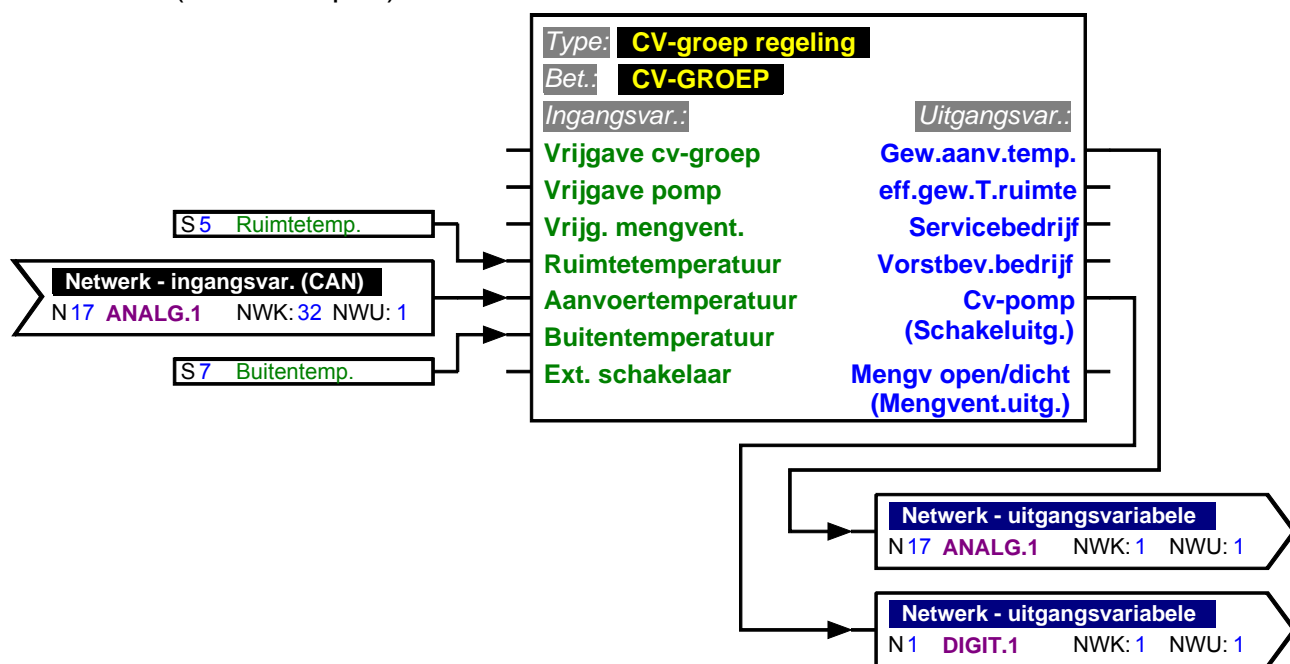 Type: CV-groep regeling
Bet.: CV-GROEP
Ingangsvar.: Uitgangsvar.:
Vrijgave cv-groep Gew.aanv.temp.
Vrijgave pomp eff.gew.T.ruimte
S 5 Ruimtetemp. Vrijg. mengvent. Servicebedrijf
Netwerk - ingangsvar. (CAN) Ruimtetemperatuur Vorstbev.bedrijf
N 17 ANALG.1 NWK: 32 NWU: 1 Aanvoertemperatuur Cv-pomp
Buitentemperatuur (Schakeluitg.)
S 7 Buitentemp. Ext. schakelaar Mengv open/dicht
(Mengvent.uitg.)
Netwerk - uitgangsvariabele
N 17 ANALG.1 NWK: 1 NWU: 1
Netwerk - uitgangsvariabele
N 1 DIGIT.1 NWK: 1 NWU: 1